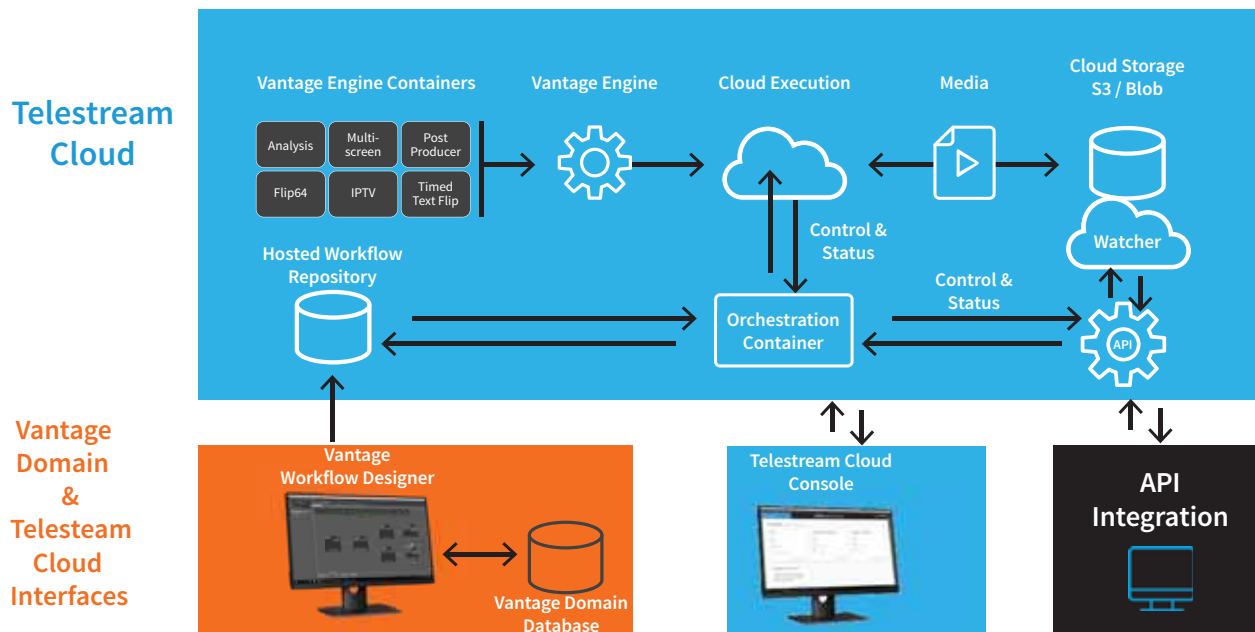 Telestream
Cloud
Vantage Engine Containers
Vantage Engine
Cloud Execution
Media
Cloud Storage
S3 / Blob
Analysis
Multi-
screen
Post
Producer
Flip64
IPTV
Timed
Text Flip
Control &
Status
Watcher
Hosted Workflow
Repository
Control &
Status
Orchestration
Container
API
Vantage
Domain
&
Telesteam
Cloud
Interfaces
Vantage
Workflow Designer
Vantage Domain
Database
Telestream Cloud
Console
API
Integration